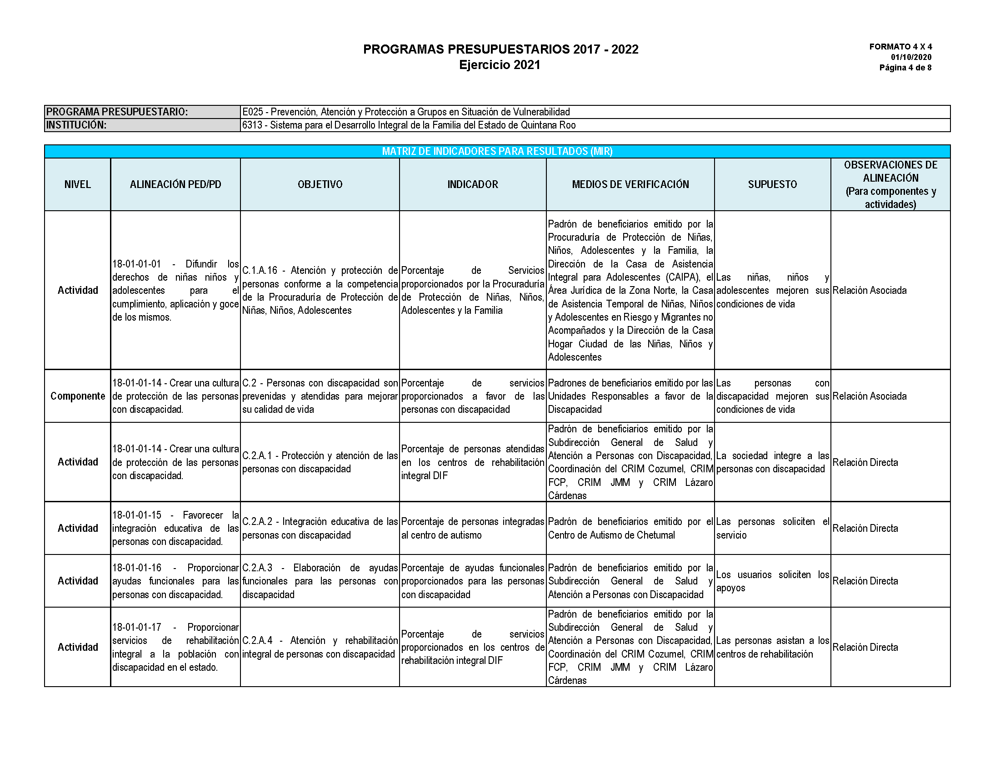 PROGRAMAS PRESUPUESTARIOS 2017 - 2022
Ejercicio 2021
FORMATO 4 X 4
01/10/2020
Página 4 de 8
PROGRAMA PRESUPUESTARIO:
E025 - Prevención, Atención y Protección a Grupos en Situación de Vulnerabilidad
INSTITUCIÓN:
6313 - Sistema para el Desarrollo Integral de la Familia del Estado de Quintana Roo
MATRIZ DE INDICADORES PARA RESULTADOS (MIR)
NIVEL
ALINEACIÓN PED/PD
OBJETIVO
INDICADOR
MEDIOS DE VERIFICACIÓN
SUPUESTO
OBSERVACIONES DE
ALINEACIÓN
(Para componentes y
actividades)
Actividad
18-01-01-01 - Difundir los
derechos de niñas niños y
adolescentes para el
cumplimiento, aplicación y goce
de los mismos.
C.1.A.16 - Atención y protección de
personas conforme a la competencia
de la Procuraduría de Protección de
Niñas, Niños, Adolescentes
Porcentaje de Servicios
proporcionados por la Procuraduría
de Protección de Niñas, Niños,
Adolescentes y la Familia
Padrón de beneficiarios emitido por la
Procuraduría de Protección de Niñas,
Niños, Adolescentes y la Familia, la
Dirección de la Casa de Asistencia
Integral para Adolescentes (CAIPA), el
Área Jurídica de la Zona Norte, la Casa
de Asistencia Temporal de Niñas, Niños
y Adolescentes en Riesgo y Migrantes no
Acompañados y la Dirección de la Casa
Hogar Ciudad de las Niñas, Niños y
Adolescentes
Las niñas, niños y
adolescentes mejoren sus
condiciones de vida
Relación Asociada
Componente
18-01-01-14 - Crear una cultura
de protección de las personas
con discapacidad.
C.2 - Personas con discapacidad son
prevenidas y atendidas para mejorar
su calidad de vida
Porcentaje de servicios
proporcionados a favor de las
personas con discapacidad
Padrones de beneficiarios emitido por las
Unidades Responsables a favor de la
Discapacidad
Las personas con
discapacidad mejoren sus
condiciones de vida
Relación Asociada
Actividad
18-01-01-14 - Crear una cultura
de protección de las personas
con discapacidad.
C.2.A.1 - Protección y atención de las
personas con discapacidad
Porcentaje de personas atendidas
en los centros de rehabilitación
integral DIF
Padrón de beneficiarios emitido por la
Subdirección General de Salud y
Atención a Personas con Discapacidad,
Coordinación del CRIM Cozumel, CRIM
FCP, CRIM JMM y CRIM Lázaro
Cárdenas
La sociedad integre a las
personas con discapacidad
Relación Directa
Actividad
18-01-01-15 - Favorecer la
integración educativa de las
personas con discapacidad.
C.2.A.2 - Integración educativa de las
personas con discapacidad
Porcentaje de personas integradas
al centro de autismo
Padrón de beneficiarios emitido por el
Centro de Autismo de Chetumal
Las personas soliciten el
servicio
Relación Directa
Actividad
18-01-01-16 - Proporcionar
ayudas funcionales para las
personas con discapacidad.
C.2.A.3 - Elaboración de ayudas
funcionales para las personas con
discapacidad
Porcentaje de ayudas funcionales
proporcionados para las personas
con discapacidad
Padrón de beneficiarios emitido por la
Subdirección General de Salud y
Atención a Personas con Discapacidad
Los usuarios soliciten los
apoyos
Relación Directa
Actividad
18-01-01-17 - Proporcionar
servicios de rehabilitación
integral a la población con
discapacidad en el estado.
C.2.A.4 - Atención y rehabilitación
integral de personas con discapacidad
Porcentaje de servicios
proporcionados en los centros de
rehabilitación integral DIF
Padrón de beneficiarios emitido por la
Subdirección General de Salud y
Atención a Personas con Discapacidad,
Coordinación del CRIM Cozumel, CRIM
FCP, CRIM JMM y CRIM Lázaro
Cárdenas
Las personas asistan a los
centros de rehabilitación
Relación Directa